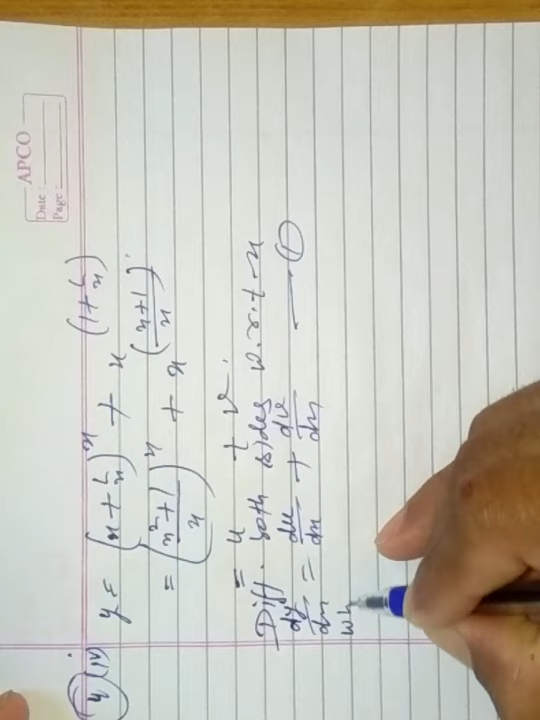 APCO
Date :
Page :
4 (iv) y = (x + 1/x)^x + x^(1 + 1/x)
= ((x² + 1)/x)^x + x^((x + 1)/x)
= u + v.
Diff. both sides w.r.t. x
dy/dx = du/dx + dv/dx — ①
Wh